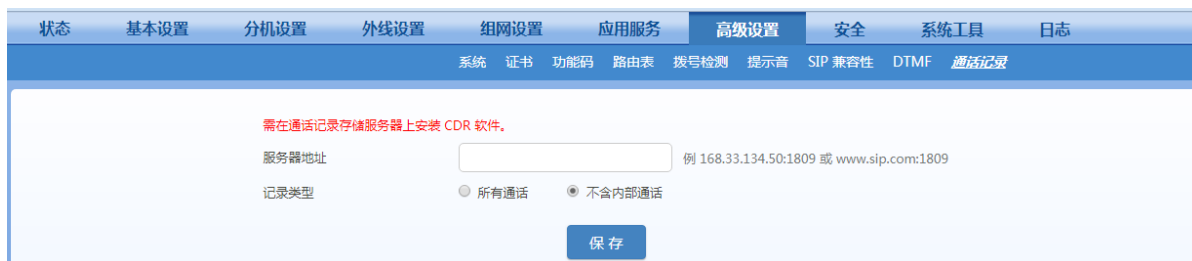 状态 基本设置 分机设置 外线设置 组网设置 应用服务 高级设置 安全 系统工具 日志
系统 证书 功能码 路由表 拨号检测 提示音 SIP 兼容性 DTMF 通话记录
需在通话记录存储服务器上安装 CDR 软件。
服务器地址 例 168.33.134.50:1809 或 www.sip.com:1809
记录类型 所有通话 不含内部通话
保 存